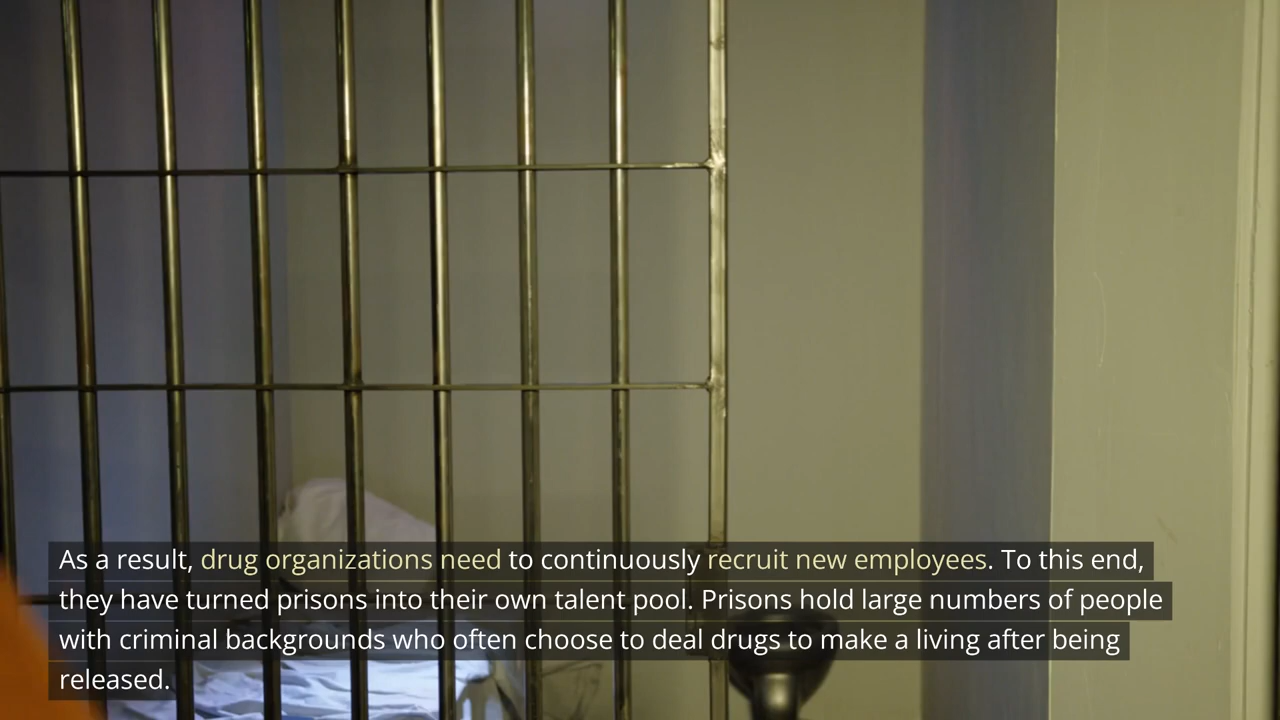 As a result, drug organizations need to continuously recruit new employees. To this end,
they have turned prisons into their own talent pool. Prisons hold large numbers of people
with criminal backgrounds who often choose to deal drugs to make a living after being
released.